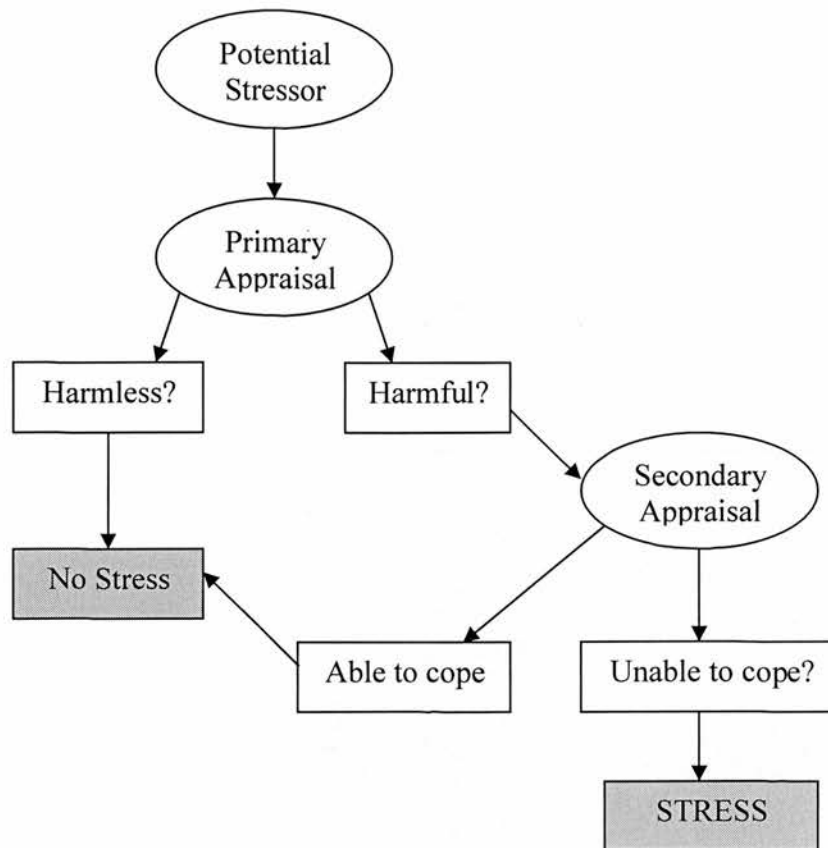 Potential
Stressor
Primary
Appraisal
Harmless?
Harmful?
Secondary
Appraisal
No Stress
Able to cope
Unable to cope?
STRESS